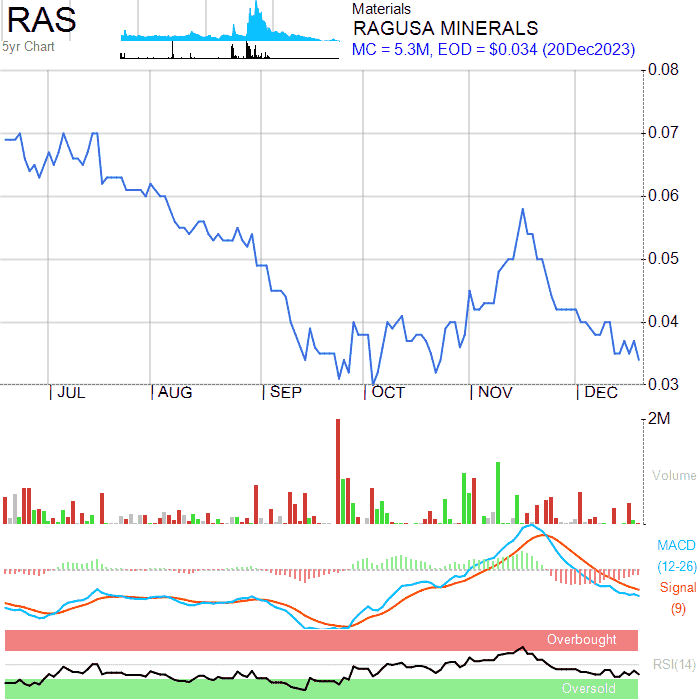 RAS
5yr Chart
Materials
RAGUSA MINERALS
MC = 5.3M, EOD = $0.034 (20Dec2023)
0.08
0.07
0.06
0.05
0.04
0.03
JUL AUG SEP OCT NOV DEC
2M
Volume
MACD
(12-26)
Signal
(9)
Overbought
RSI(14)
Oversold